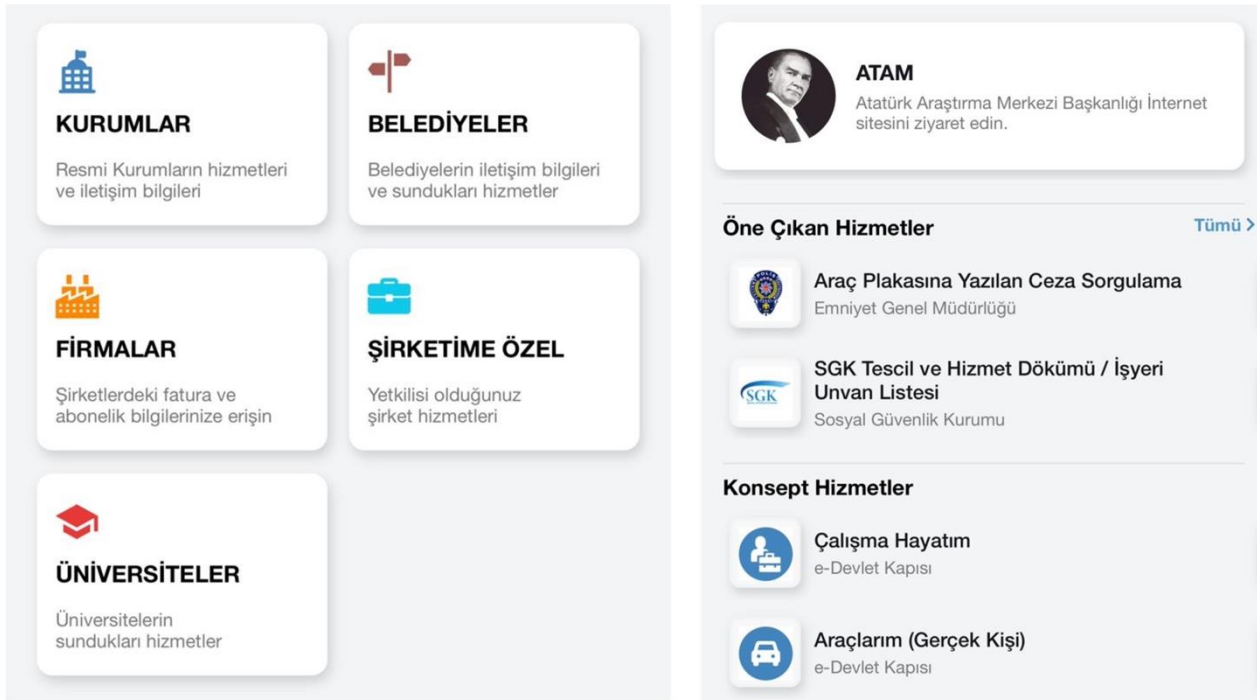 KURUMLAR
Resmi Kurumların hizmetleri
ve iletişim bilgileri
BELEDİYELER
Belediyelerin iletişim bilgileri
ve sundukları hizmetler
FİRMALAR
Şirketlerdeki fatura ve
abonelik bilgilerinize erişin
ŞİRKETİME ÖZEL
Yetkilisi olduğunuz
şirket hizmetleri
ÜNİVERSİTELER
Üniversitelerin
sundukları hizmetler
ATAM
Atatürk Araştırma Merkezi Başkanlığı İnternet
sitesini ziyaret edin.
Öne Çıkan Hizmetler
Tümü >
POLİS
Araç Plakasına Yazılan Ceza Sorgulama
Emniyet Genel Müdürlüğü
SGK
SGK Tescil ve Hizmet Dökümü / İşyeri
Unvan Listesi
Sosyal Güvenlik Kurumu
Konsept Hizmetler
Çalışma Hayatım
e-Devlet Kapısı
Araçlarım (Gerçek Kişi)
e-Devlet Kapısı